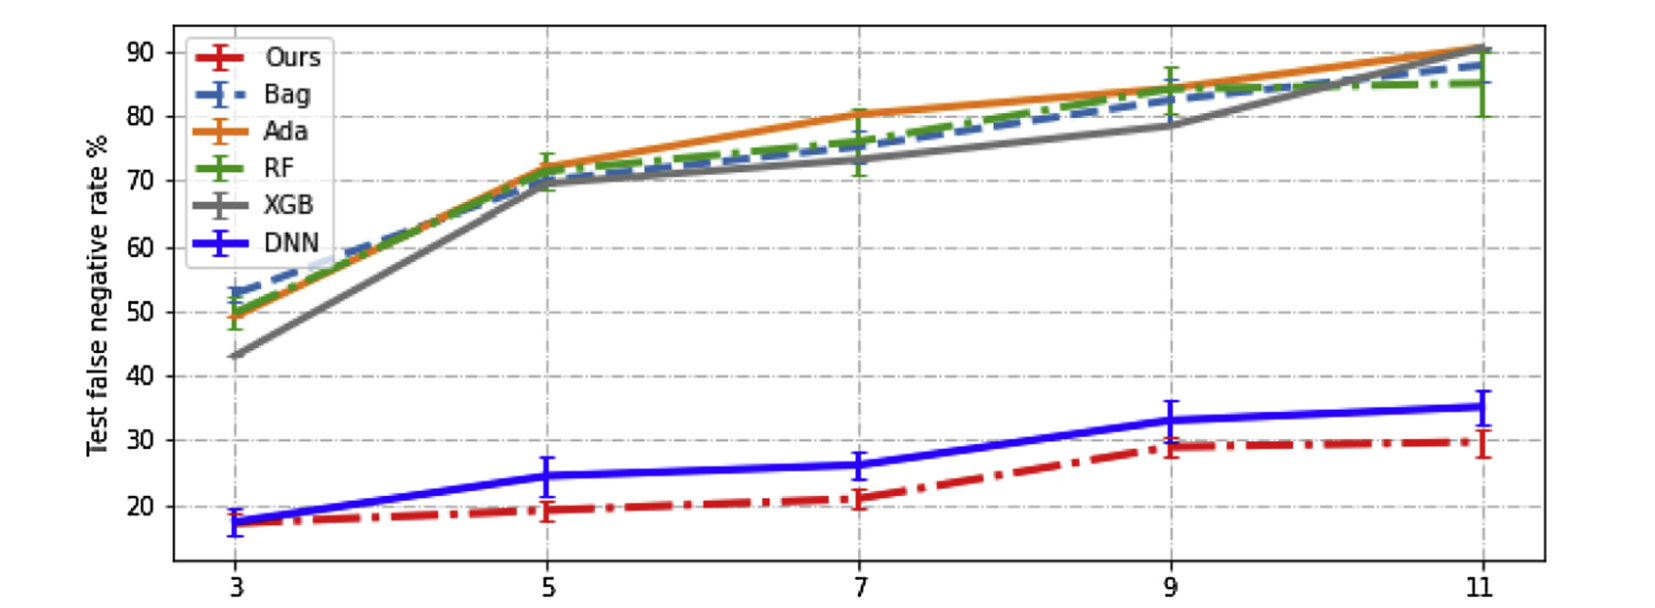 Test false negative rate %
90
80
70
60
50
40
30
20
Ours
Bag
Ada
RF
XGB
DNN
3 5 7 9 11